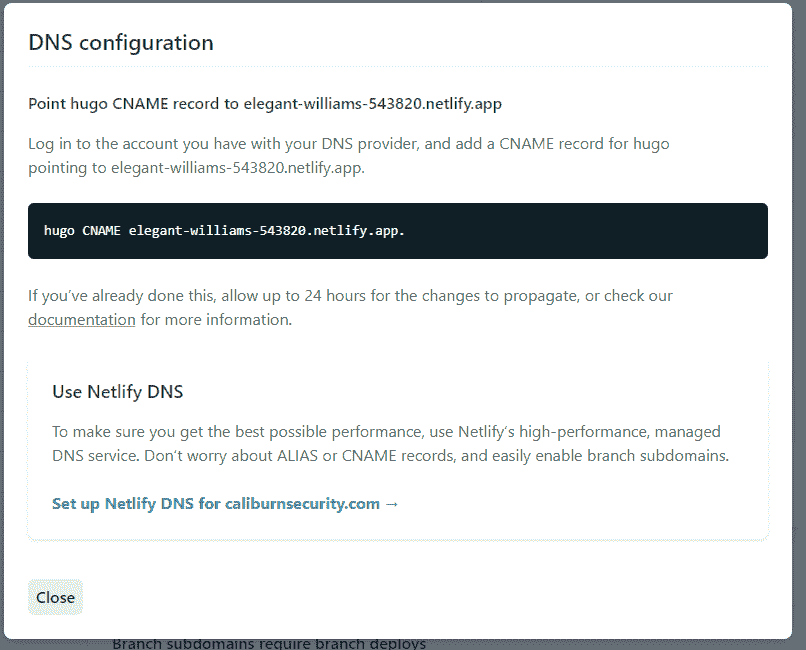 DNS configuration
Point hugo CNAME record to elegant-williams-543820.netlify.app
Log in to the account you have with your DNS provider, and add a CNAME record for hugo
pointing to elegant-williams-543820.netlify.app.
hugo CNAME elegant-williams-543820.netlify.app.
If you’ve already done this, allow up to 24 hours for the changes to propagate, or check our
documentation for more information.
Use Netlify DNS
To make sure you get the best possible performance, use Netlify’s high-performance, managed
DNS service. Don’t worry about ALIAS or CNAME records, and easily enable branch subdomains.
Set up Netlify DNS for caliburnsecurity.com →
Close
Branch subdomains require branch deploys